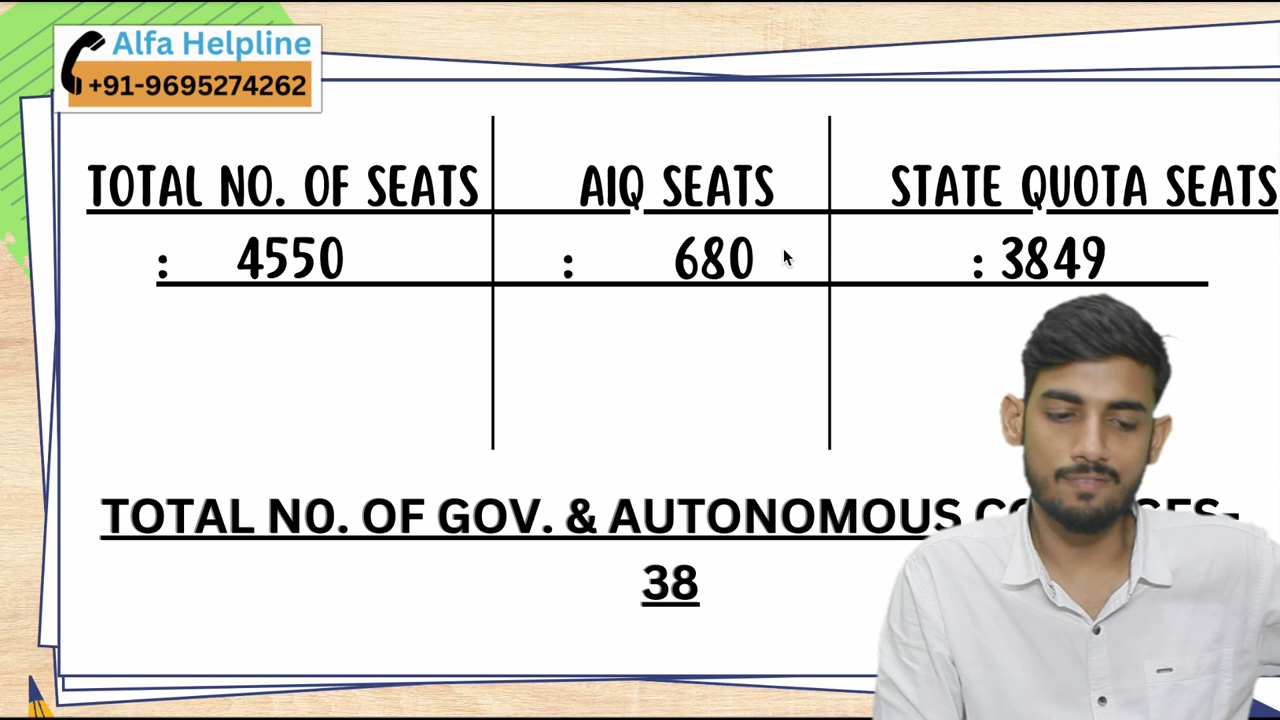 Alfa Helpline
+91-9695274262
TOTAL NO. OF SEATS AIQ SEATS STATE QUOTA SEATS
: 4550 : 680 : 3849
TOTAL NO. OF GOV. & AUTONOMOUS
38